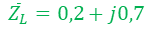 Z̄_L = 0,2 + j0,7